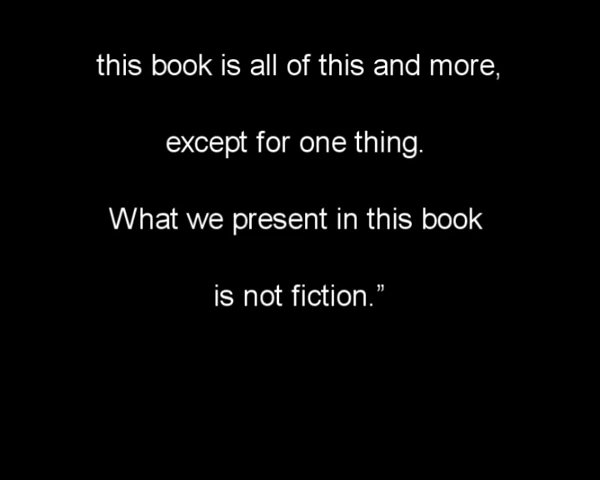 this book is all of this and more,
except for one thing.
What we present in this book
is not fiction.”